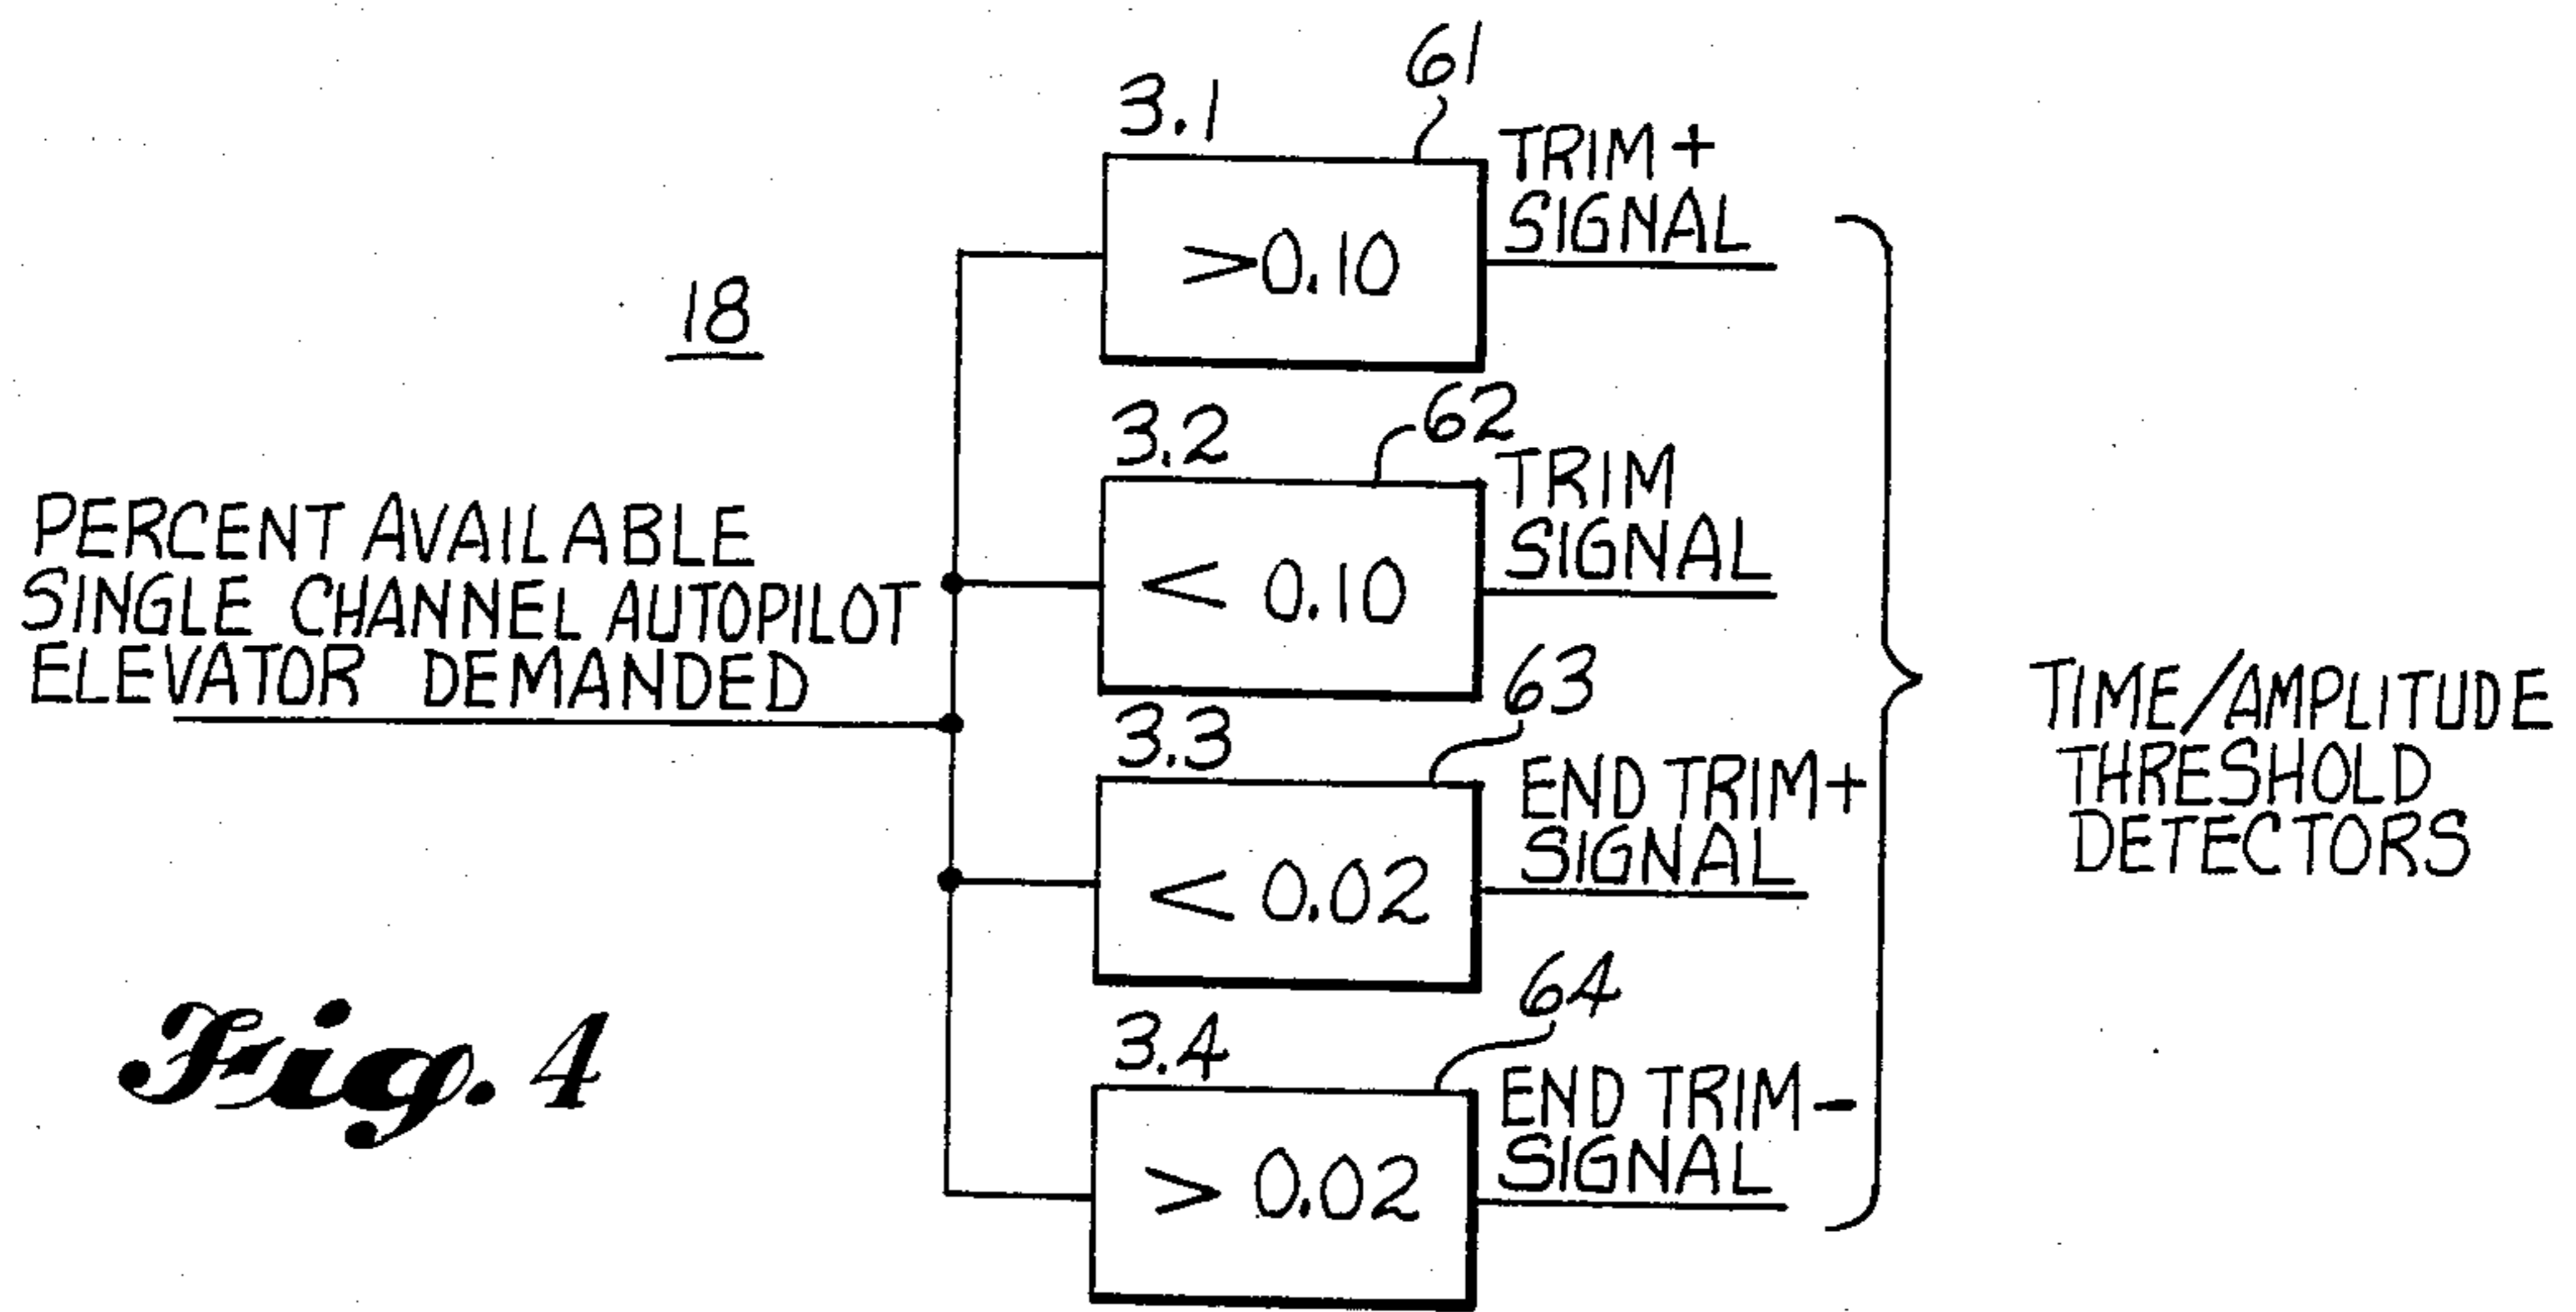 3.1
61
>0.10
TRIM +
SIGNAL
18
3.2
62
< 0.10
TRIM
SIGNAL
PERCENT AVAILABLE
SINGLE CHANNEL AUTOPILOT
ELEVATOR DEMANDED
3.3
63
< 0.02
END TRIM+
SIGNAL
3.4
64
> 0.02
END TRIM -
SIGNAL
TIME/AMPLITUDE
THRESHOLD
DETECTORS
Fig. 4